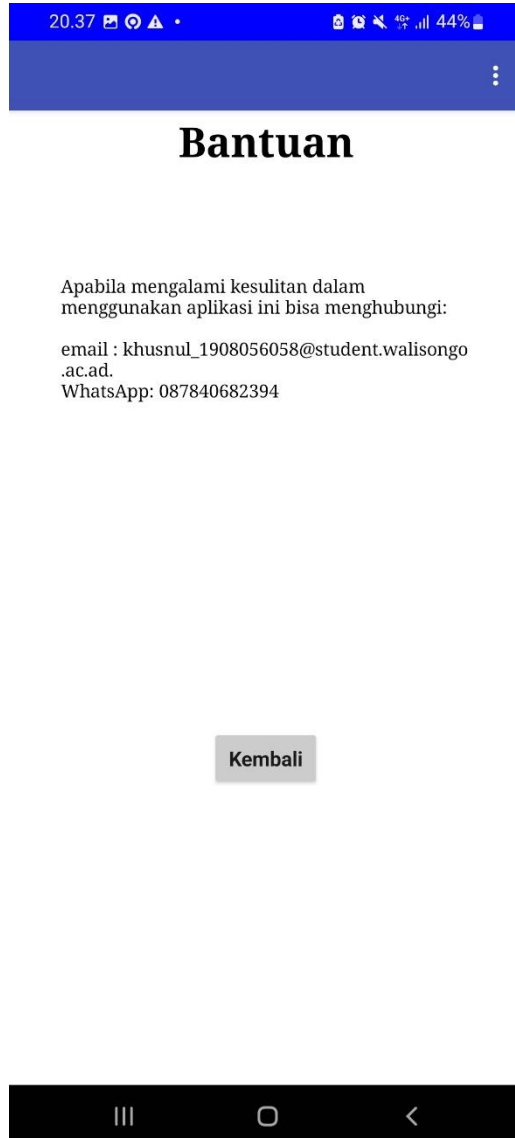 20.37
4G+
44%
Bantuan
Apabila mengalami kesulitan dalam
menggunakan aplikasi ini bisa menghubungi:
email : khusnul_1908056058@student.walisongo
.ac.ad.
WhatsApp: 087840682394
Kembali